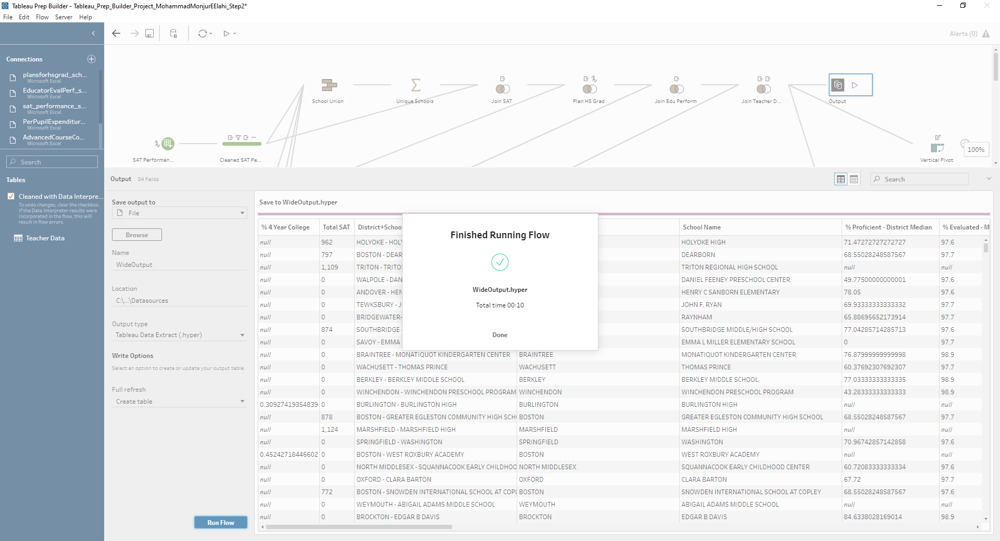 Tableau Prep Builder - Tableau_Prep_Builder_Project_MohammadMonjurEElahi_Step2*
File Edit Flow Server Help
Alerts (0)
Connections
plansforhsgrad_sch...
Microsoft Excel
EducatorEvalPerf_s...
Microsoft Excel
sat_performance_s...
Microsoft Excel
PerPupilExpenditur...
Microsoft Excel
AdvancedCourseCo...
Microsoft Excel
Search
Tables
Cleaned with Data Interpre...
To undo changes, clear the checkbox.
If the Data Interpreter results were
incorporated in the flow, this will
result in flow errors.
Teacher Data
School Union
Unique Schools
Join SAT
Plan HS Grad
Join Edu Perform
Join Teacher D...
Output
SAT Performan...
Cleaned SAT Pe...
Vertical Pivot
100%
Output 34 fields
Search
Save output to
File
Browse
Name
WideOutput
Location
C:\...\Datasources
Output type
Tableau Data Extract (.hyper)
Write Options
Select an option to create or update your output table.
Full refresh
Create table
Run Flow
Save to WideOutput.hyper
% 4 Year College Total SAT District+Schoo School Name % Proficient - District Median % Evaluated - M
null 962 HOLYOKE - HOLY HOLYOKE HIGH 71.47272727272727 97.6
null 797 BOSTON - DEAR DEARBORN 68.55028248587567 97.7
null 1,109 TRITON - TRITO TRITON REGIONAL HIGH SCHOOL null null
null 0 WALPOLE - DAN DANIEL FEENEY PRESCHOOL CENTER 49.77500000000001 97.6
null 0 ANDOVER - HEN HENRY C SANBORN ELEMENTARY 78.05 97.6
null 0 TEWKSBURY - J JOHN F. RYAN 69.93333333333332 97.7
null 0 BRIDGEWATER- RAYNHAM 65.88695652173914 97.7
null 874 SOUTHBRIDGE - SOUTHBRIDGE MIDDLE/HIGH SCHOOL 77.04285714285713 97.6
null 0 SAVOY - EMMA EMMA L MILLER ELEMENTARY SCHOOL 0 97.7
null 0 BRAINTREE - MONATIQUOT KINDERGARTEN CENTER BRAINTREE MONATIQUOT KINDERGARTEN CENTER 76.87999999999998 98.9
null 0 WACHUSETT - THOMAS PRINCE WACHUSETT THOMAS PRINCE 60.37692307692307 97.7
null 0 BERKLEY - BERKLEY MIDDLE SCHOOL BERKLEY BERKLEY MIDDLE SCHOOL 77.03333333333335 98.9
null 0 WINCHENDON - WINCHENDON PRESCHOOL PROGRAM WINCHENDON WINCHENDON PRESCHOOL PROGRAM 43.28333333333333 98.9
0.30927419354839 0 BURLINGTON - BURLINGTON HIGH BURLINGTON BURLINGTON HIGH null null
null 878 BOSTON - GREATER EGLESTON COMMUNITY HIGH SCH BOSTON GREATER EGLESTON COMMUNITY HIGH SCHOOL 68.55028248587567 97.7
null 1,124 MARSHFIELD - MARSHFIELD HIGH MARSHFIELD MARSHFIELD HIGH null null
null 0 SPRINGFIELD - WASHINGTON SPRINGFIELD WASHINGTON 70.96742857142858 97.6
0.45242718446602 0 BOSTON - WEST ROXBURY ACADEMY BOSTON WEST ROXBURY ACADEMY null null
null 0 NORTH MIDDLESEX - SQUANNACOOK EARLY CHILDHOO NORTH MIDDLESEX SQUANNACOOK EARLY CHILDHOOD CENTER 60.72083333333334 97.6
null 0 OXFORD - CLARA BARTON OXFORD CLARA BARTON 67.72 97.7
null 772 BOSTON - SNOWDEN INTERNATIONAL SCHOOL AT COPL BOSTON SNOWDEN INTERNATIONAL SCHOOL AT COPLEY 68.55028248587567 97.6
null 0 WEYMOUTH - ABIGAIL ADAMS MIDDLE SCHOOL WEYMOUTH ABIGAIL ADAMS MIDDLE SCHOOL null null
null 0 BROCKTON - EDGAR B DAVIS BROCKTON EDGAR B DAVIS 84.6338028169014 98.9
Finished Running Flow
WideOutput.hyper
Total time 00:10
Done